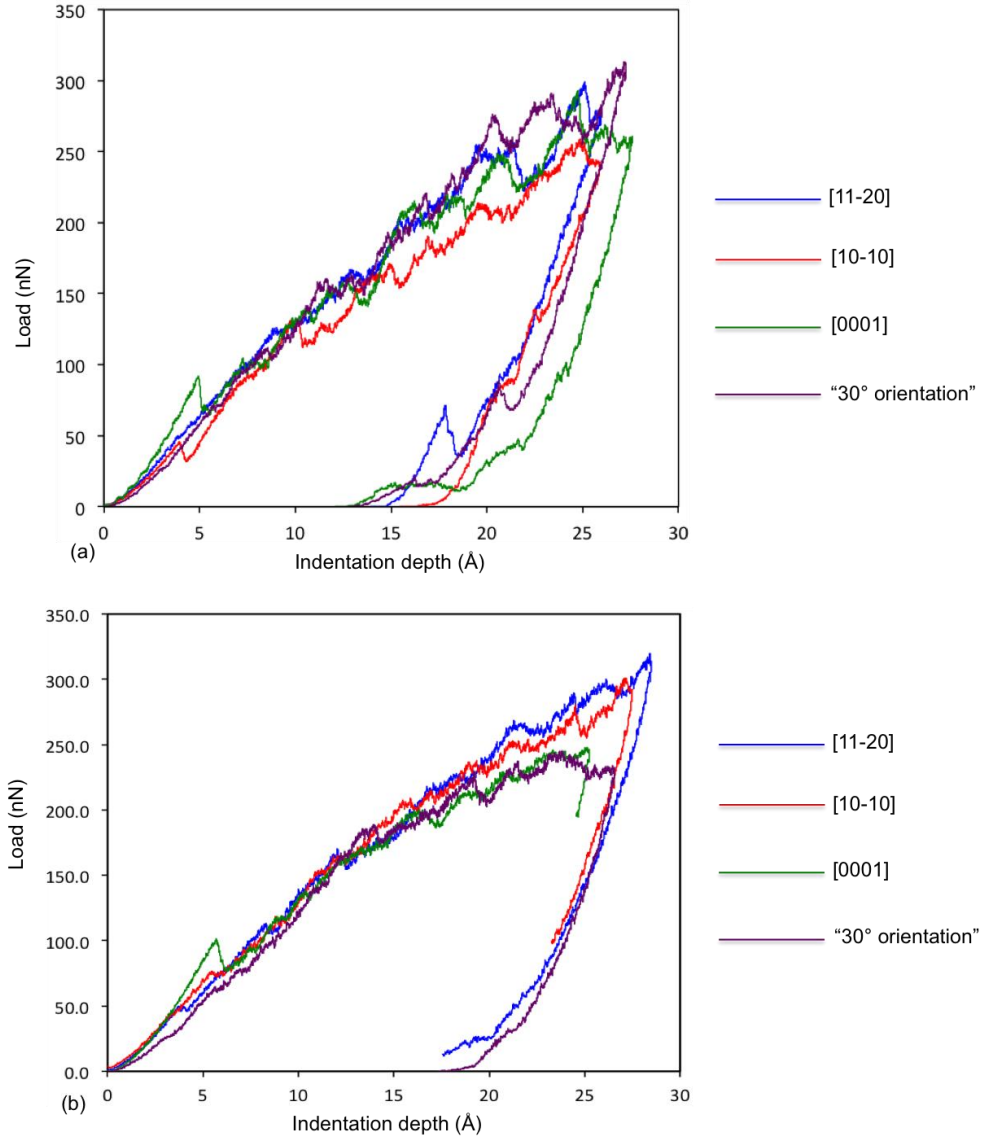 350
300
250
200
150
100
50
0
Load (nN)
0 5 10 15 20 25 30
(a)
Indentation depth (Å)
[11-20]
[10-10]
[0001]
“30° orientation”
350.0
300.0
250.0
200.0
150.0
100.0
50.0
0.0
Load (nN)
0 5 10 15 20 25 30
(b)
Indentation depth (Å)
[11-20]
[10-10]
[0001]
“30° orientation”